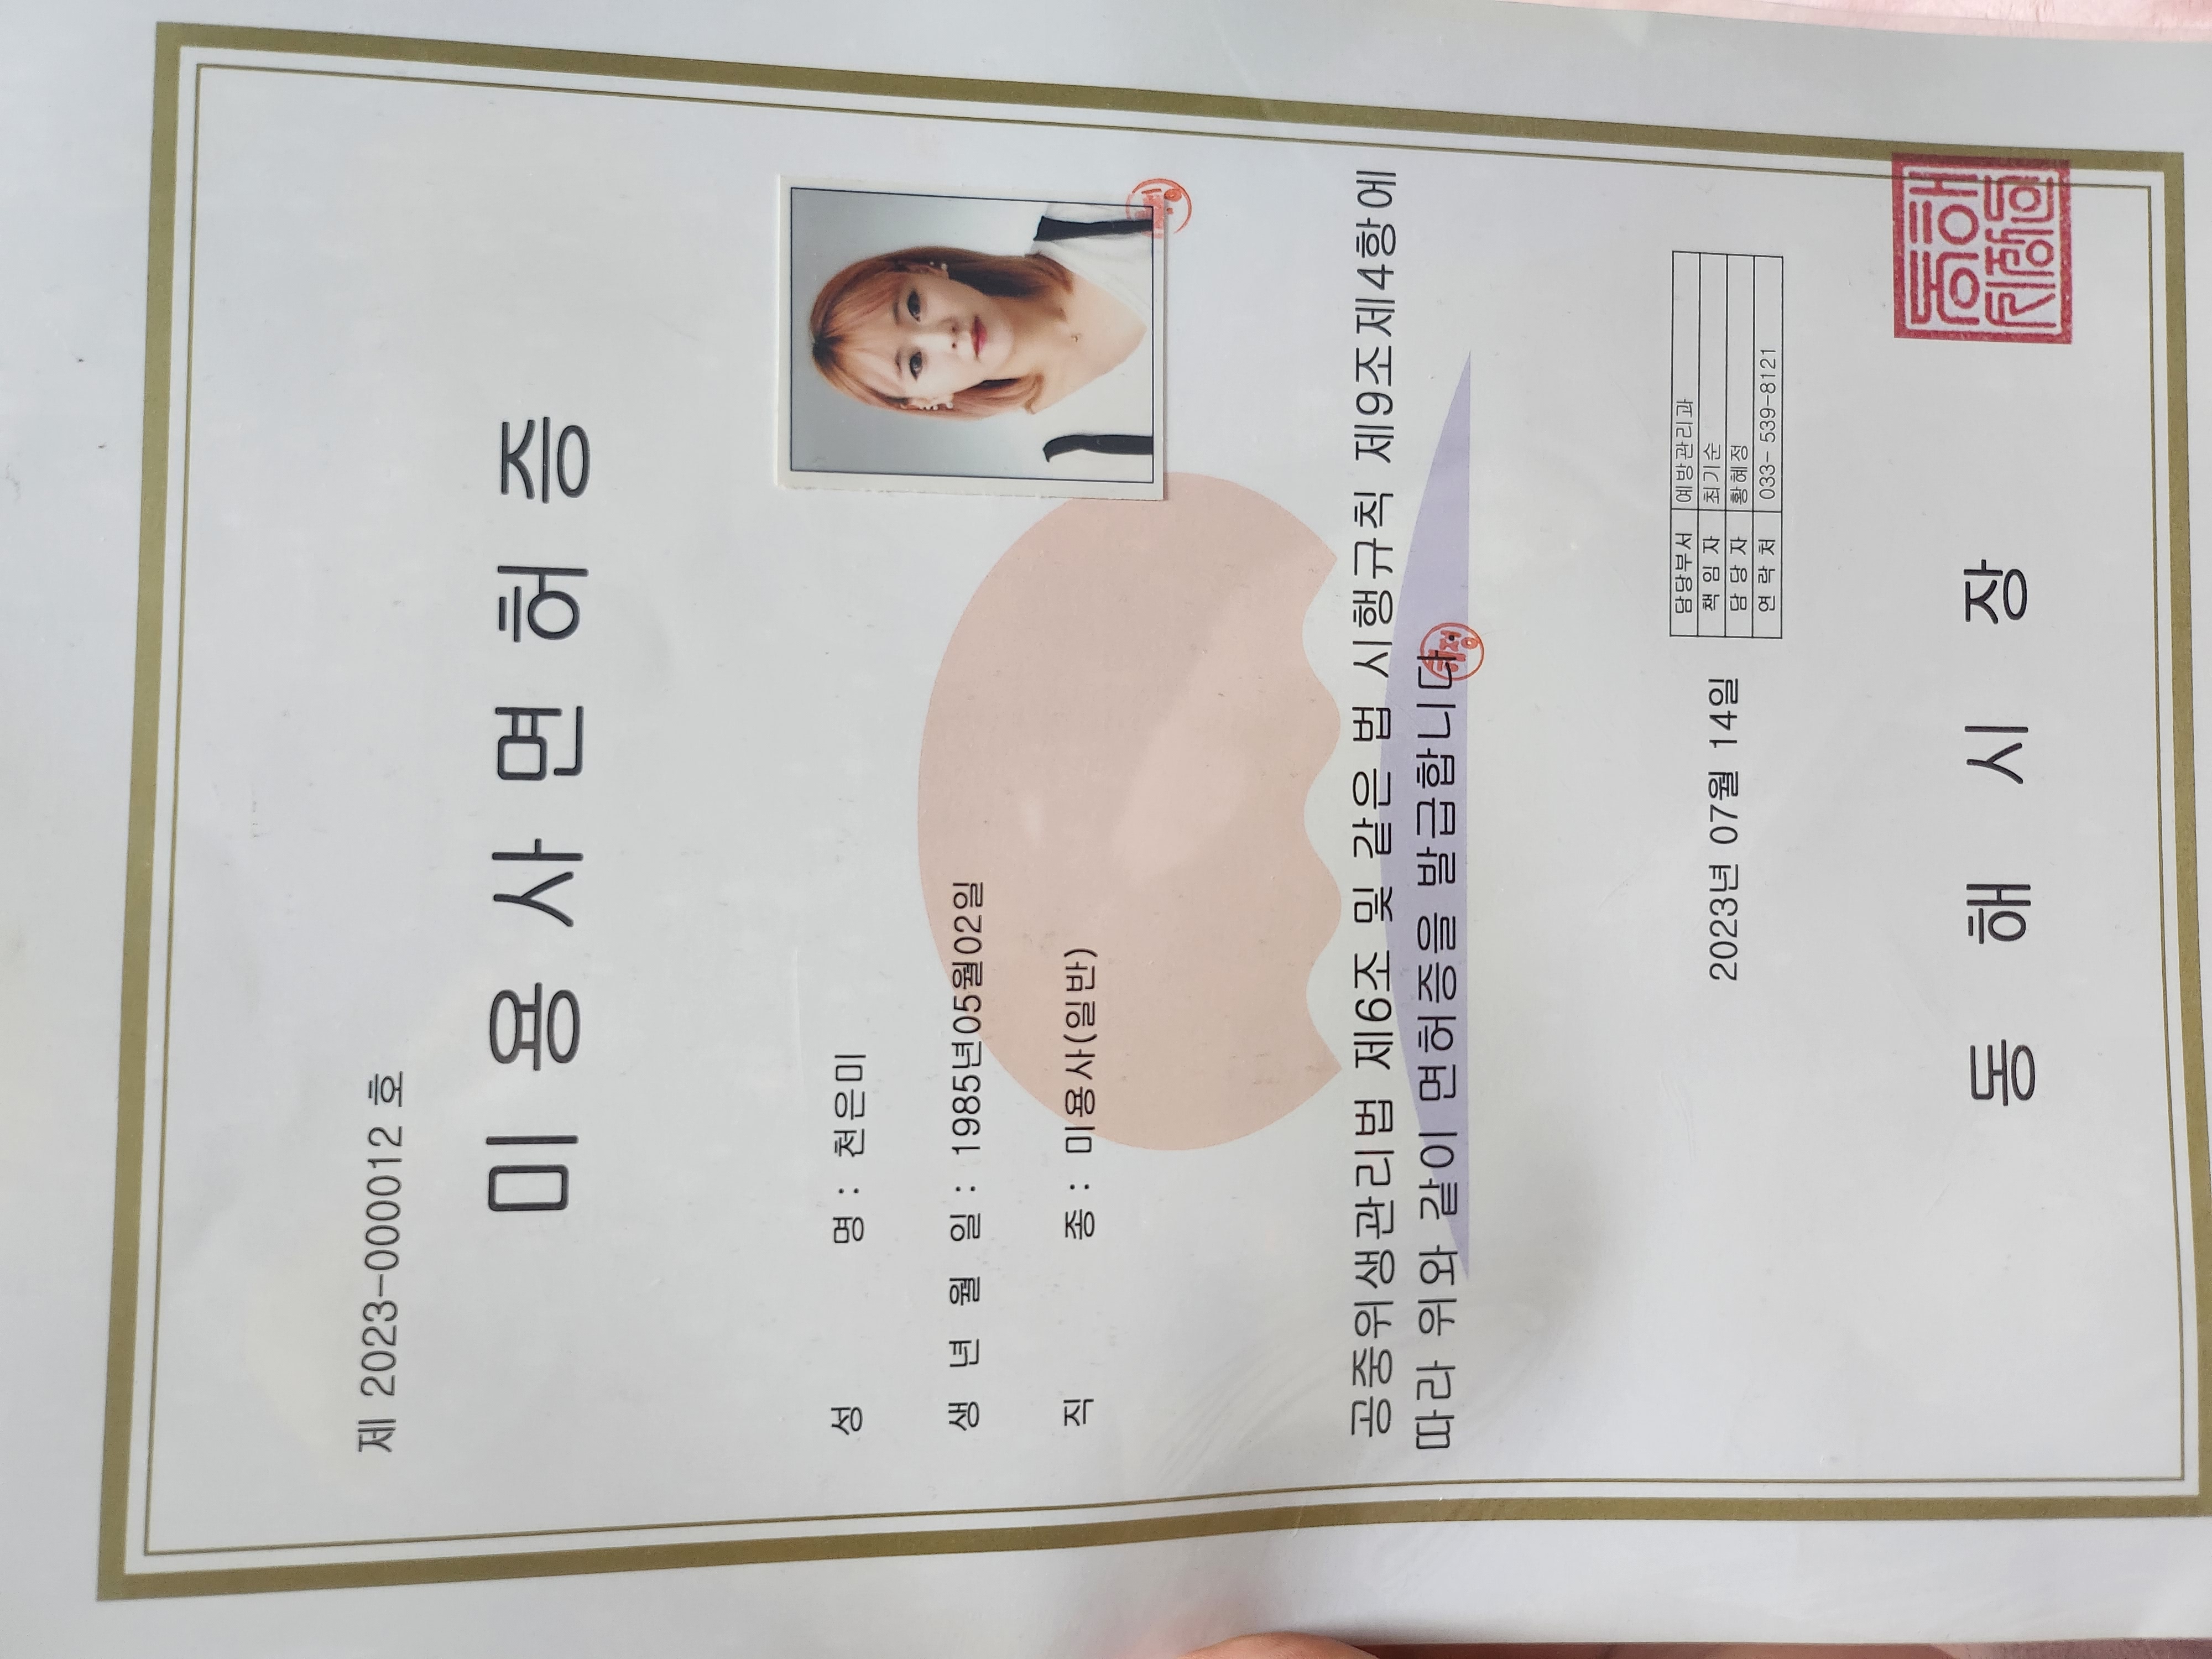 제 2023-000012 호
미 용 사 면 허 증
성 명 : 천은미
생 년 월 일 : 1985년05월02일
직 종 : 미용사(일반)
공중위생관리법 제6조 및 같은 법 시행규칙 제9조제4항에
따라 위와 같이 면허증을 발급합니다.
담당부서 예방관리과
책 임 자 최기순
담 당 자 황혜정
연 락 처 033- 539-8121
2023년 07월 14일
동 해 시 장
동해
시장의